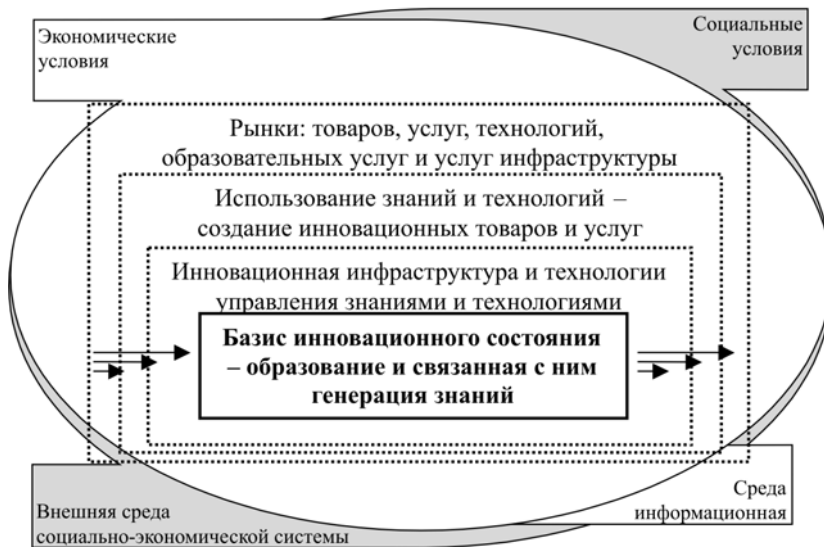 Экономические
условия
Социальные
условия
Рынки: товаров, услуг, технологий,
образовательных услуг и услуг инфраструктуры
Использование знаний и технологий –
создание инновационных товаров и услуг
Инновационная инфраструктура и технологии
управления знаниями и технологиями
Базис инновационного состояния
– образование и связанная с ним
генерация знаний
Внешняя среда
социально-экономической системы
Среда
информационная